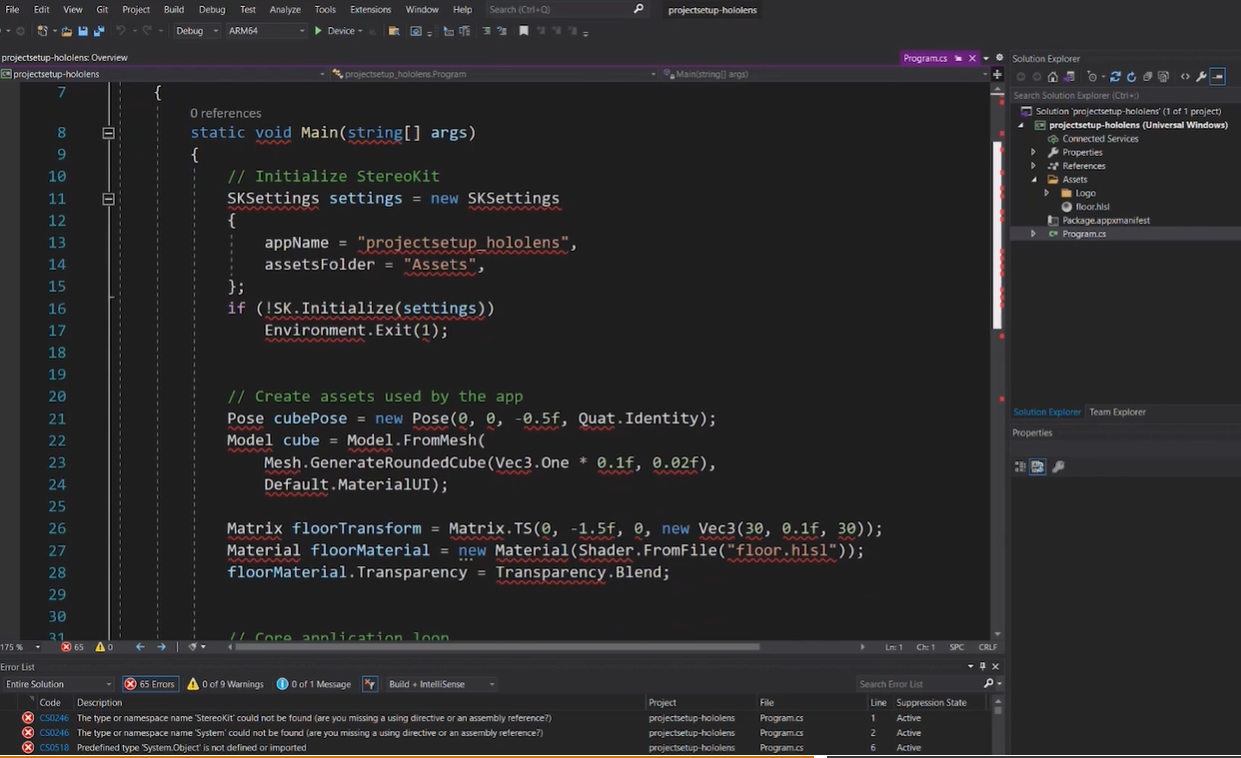 File Edit View Git Project Build Debug Test Analyze Tools Extensions Window Help Search (Ctrl+Q) projectsetup-hololens
Debug ARM64 Device
projectsetup-hololens: Overview Program.cs
projectsetup-hololens projectsetup_hololens.Program Main(string[] args)
7 {
0 references
8 static void Main(string[] args)
9 {
10 // Initialize StereoKit
11 SKSettings settings = new SKSettings
12 {
13 appName = "projectsetup_hololens",
14 assetsFolder = "Assets",
15 };
16 if (!SK.Initialize(settings))
17 Environment.Exit(1);
18
19
20 // Create assets used by the app
21 Pose cubePose = new Pose(0, 0, -0.5f, Quat.Identity);
22 Model cube = Model.FromMesh(
23 Mesh.GenerateRoundedCube(Vec3.One * 0.1f, 0.02f),
24 Default.MaterialUI);
25
26 Matrix floorTransform = Matrix.TS(0, -1.5f, 0, new Vec3(30, 0.1f, 30));
27 Material floorMaterial = new Material(Shader.FromFile("floor.hlsl"));
28 floorMaterial.Transparency = Transparency.Blend;
29
30
31 // Core application loop
175 % 65 0 Ln: 1 Ch: 1 SPC CRLF
Solution Explorer
Search Solution Explorer (Ctrl+;)
Solution 'projectsetup-hololens' (1 of 1 project)
projectsetup-hololens (Universal Windows)
Connected Services
Properties
References
Assets
Logo
floor.hlsl
Package.appxmanifest
Program.cs
Solution Explorer Team Explorer
Properties
Error List
Entire Solution 65 Errors 0 of 9 Warnings 0 of 1 Message Build + IntelliSense Search Error List
Code Description Project File Line Suppression State
CS0246 The type or namespace name 'StereoKit' could not be found (are you missing a using directive or an assembly reference?) projectsetup-hololens Program.cs 1 Active
CS0246 The type or namespace name 'System' could not be found (are you missing a using directive or an assembly reference?) projectsetup-hololens Program.cs 2 Active
CS0518 Predefined type 'System.Object' is not defined or imported projectsetup-hololens Program.cs 6 Active